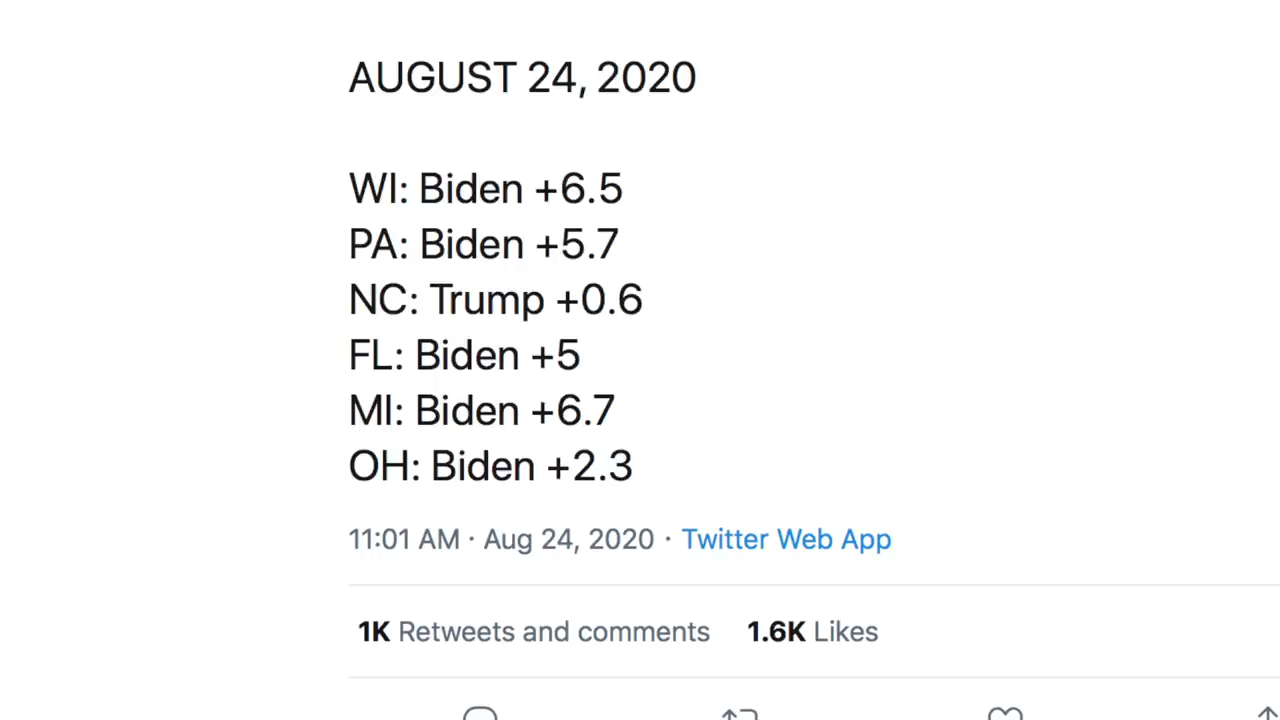 AUGUST 24, 2020
WI: Biden +6.5
PA: Biden +5.7
NC: Trump +0.6
FL: Biden +5
MI: Biden +6.7
OH: Biden +2.3
11:01 AM · Aug 24, 2020 · Twitter Web App
1K Retweets and comments 1.6K Likes